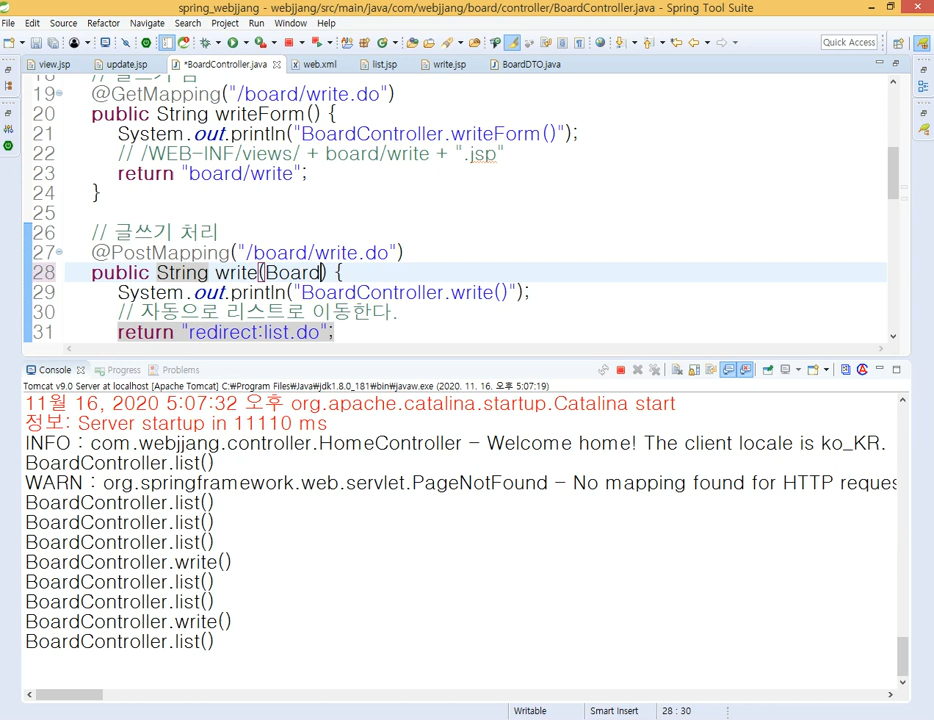 spring_webjjang - webjjang/src/main/java/com/webjjang/board/controller/BoardController.java - Spring Tool Suite
File Edit Source Refactor Navigate Search Project Run Window Help
Quick Access
view.jsp update.jsp *BoardController.java web.xml list.jsp write.jsp BoardDTO.java
18 // 글쓰기 폼
19 @GetMapping("/board/write.do")
20 public String writeForm() {
21 System.out.println("BoardController.writeForm()");
22 // /WEB-INF/views/ + board/write + ".jsp"
23 return "board/write";
24 }
25
26 // 글쓰기 처리
27 @PostMapping("/board/write.do")
28 public String write(Board) {
29 System.out.println("BoardController.write()");
30 // 자동으로 리스트로 이동한다.
31 return "redirect:list.do";
Console Progress Problems
Tomcat v9.0 Server at localhost [Apache Tomcat] C:₩Program Files₩Java₩jdk1.8.0_181₩bin₩javaw.exe (2020. 11. 16. 오후 5:07:19)
11월 16, 2020 5:07:32 오후 org.apache.catalina.startup.Catalina start
정보: Server startup in 11110 ms
INFO : com.webjjang.controller.HomeController - Welcome home! The client locale is ko_KR.
BoardController.list()
WARN : org.springframework.web.servlet.PageNotFound - No mapping found for HTTP reques
BoardController.list()
BoardController.list()
BoardController.list()
BoardController.write()
BoardController.list()
BoardController.list()
BoardController.write()
BoardController.list()
Writable Smart Insert 28 : 30